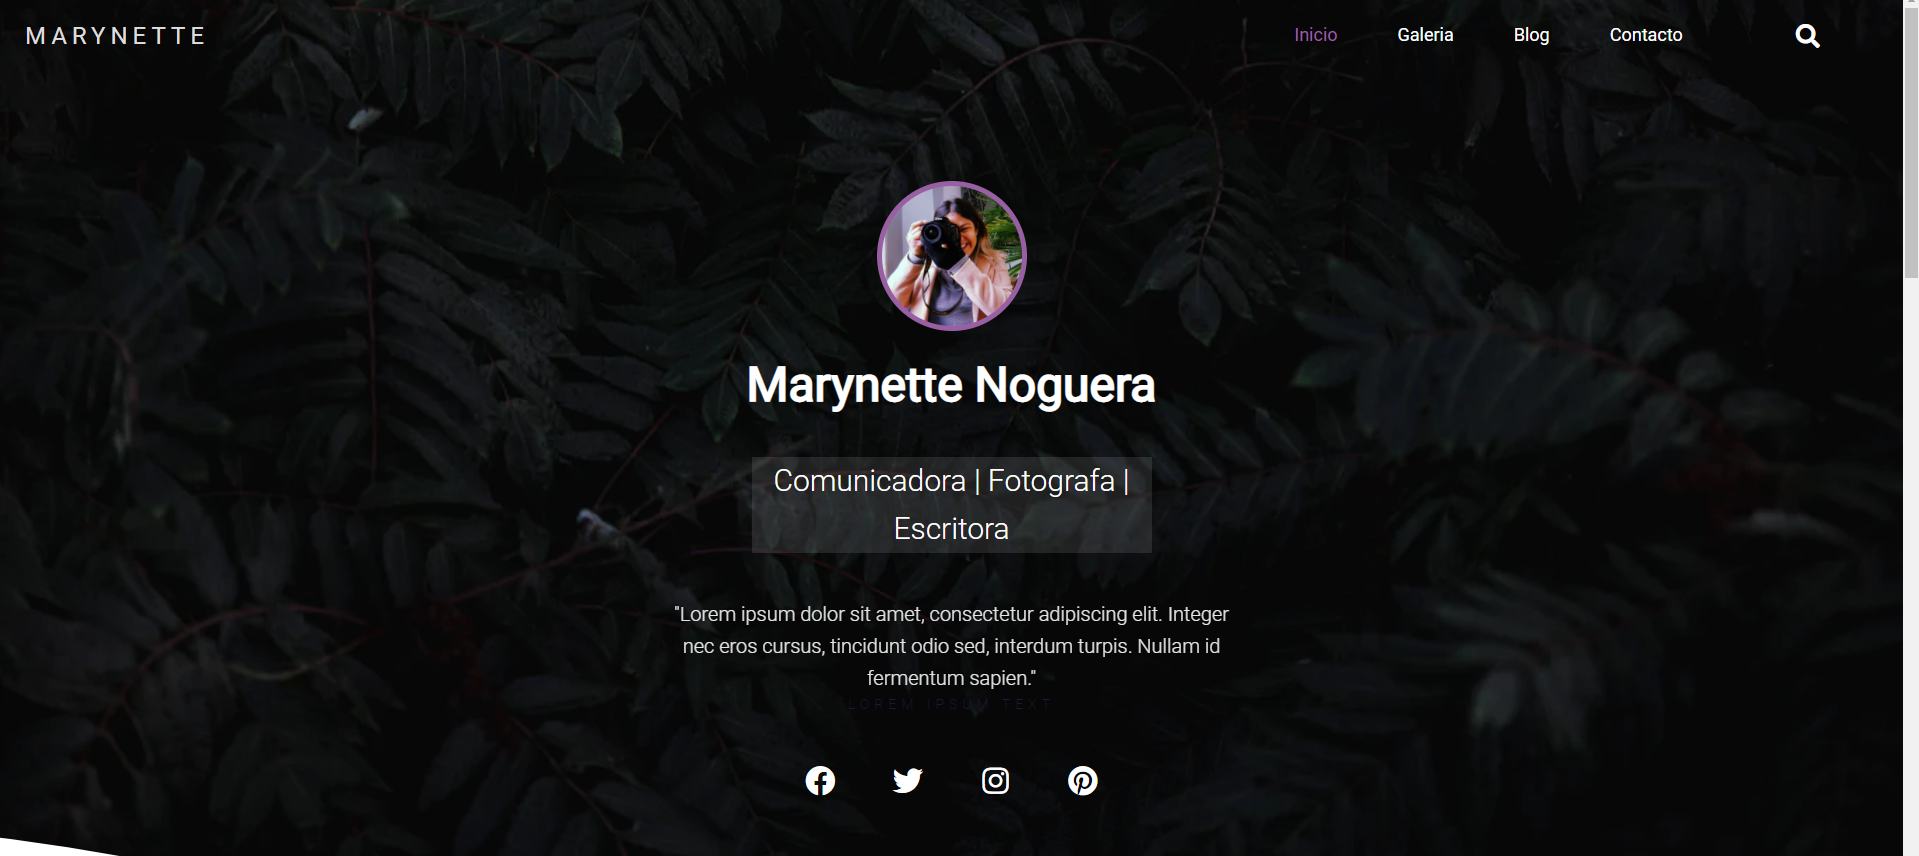 MARYNETTE
Inicio Galeria Blog Contacto
Marynette Noguera
Comunicadora | Fotografa |
Escritora
"Lorem ipsum dolor sit amet, consectetur adipiscing elit. Integer
nec eros cursus, tincidunt odio sed, interdum turpis. Nullam id
fermentum sapien."
LOREM IPSUM TEXT